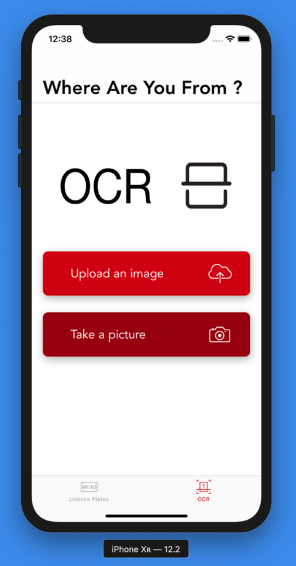 12:38
Where Are You From ?
OCR
Upload an image
Take a picture
Licence Plates
OCR
iPhone Xʀ — 12.2